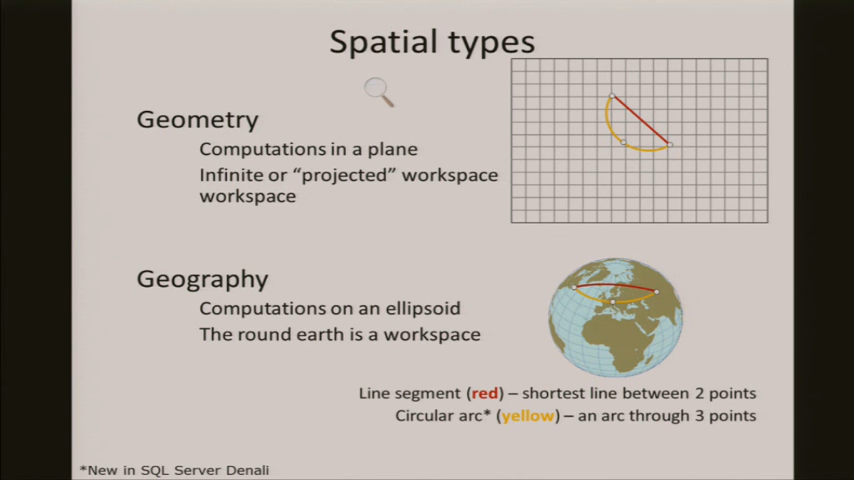 Spatial types
Geometry
Computations in a plane
Infinite or “projected” workspace
workspace
Geography
Computations on an ellipsoid
The round earth is a workspace
Line segment (red) – shortest line between 2 points
Circular arc* (yellow) – an arc through 3 points
*New in SQL Server Denali